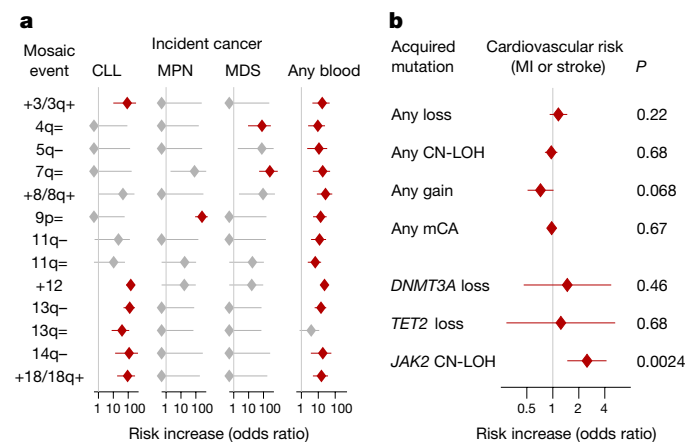 a
Mosaic event
Incident cancer
CLL MPN MDS Any blood
+3/3q+
4q=
5q−
7q=
+8/8q+
9p=
11q−
11q=
+12
13q−
13q=
14q−
+18/18q+
1 10 100 1 10 100 1 10 100 1 10 100
Risk increase (odds ratio)
b
Acquired mutation
Cardiovascular risk (MI or stroke)
P
Any loss 0.22
Any CN-LOH 0.68
Any gain 0.068
Any mCA 0.67
DNMT3A loss 0.46
TET2 loss 0.68
JAK2 CN-LOH 0.0024
0.5 1 2 4
Risk increase (odds ratio)